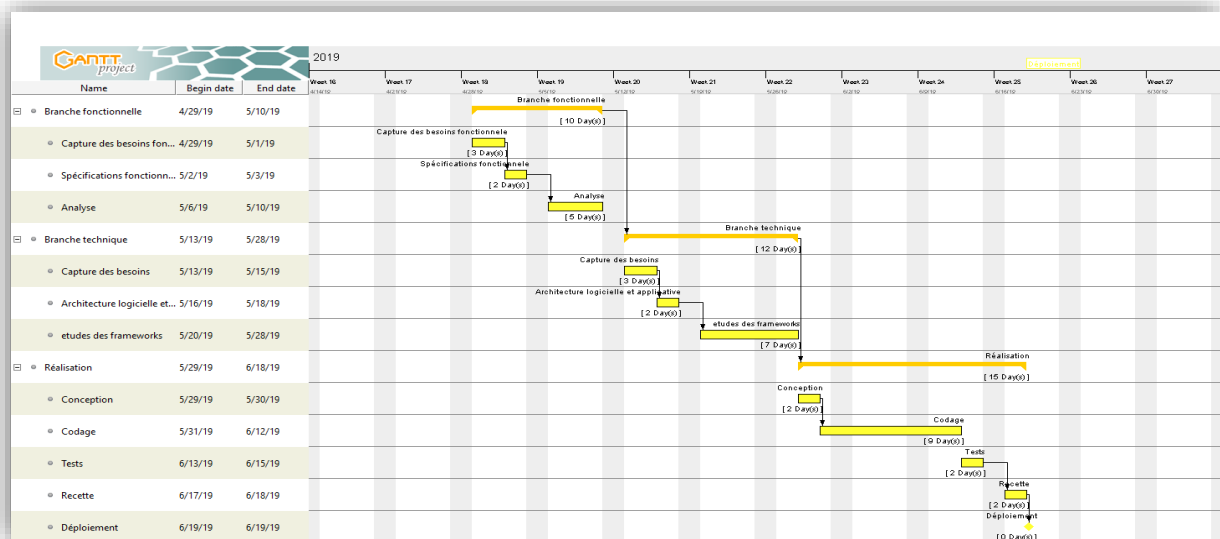 GANTT
project
2019
Déploiement
Name Begin date End date
Week 16 Week 17 Week 18 Week 19 Week 20 Week 21 Week 22 Week 23 Week 24 Week 25 Week 26 Week 27
Branche fonctionnelle 4/29/19 5/10/19
Branche fonctionnelle
[ 10 Day(s) ]
Capture des besoins fon... 4/29/19 5/1/19
Capture des besoins fonctionnele
[ 3 Day(s) ]
Spécifications fonctionn... 5/2/19 5/3/19
Spécifications fonctionnele
[ 2 Day(s) ]
Analyse 5/6/19 5/10/19
Analyse
[ 5 Day(s) ]
Branche technique 5/13/19 5/28/19
Branche technique
[ 12 Day(s) ]
Capture des besoins 5/13/19 5/15/19
Capture des besoins
[ 3 Day(s) ]
Architecture logicielle et... 5/16/19 5/18/19
Architecture logicielle et applicative
[ 2 Day(s) ]
etudes des frameworks 5/20/19 5/28/19
etudes des frameworks
[ 7 Day(s) ]
Réalisation 5/29/19 6/18/19
Réalisation
[ 15 Day(s) ]
Conception 5/29/19 5/30/19
Conception
[ 2 Day(s) ]
Codage 5/31/19 6/12/19
Codage
[ 9 Day(s) ]
Tests 6/13/19 6/15/19
Tests
[ 2 Day(s) ]
Recette 6/17/19 6/18/19
Recette
[ 2 Day(s) ]
Déploiement 6/19/19 6/19/19
Déploiement
[ 0 Day(s) ]